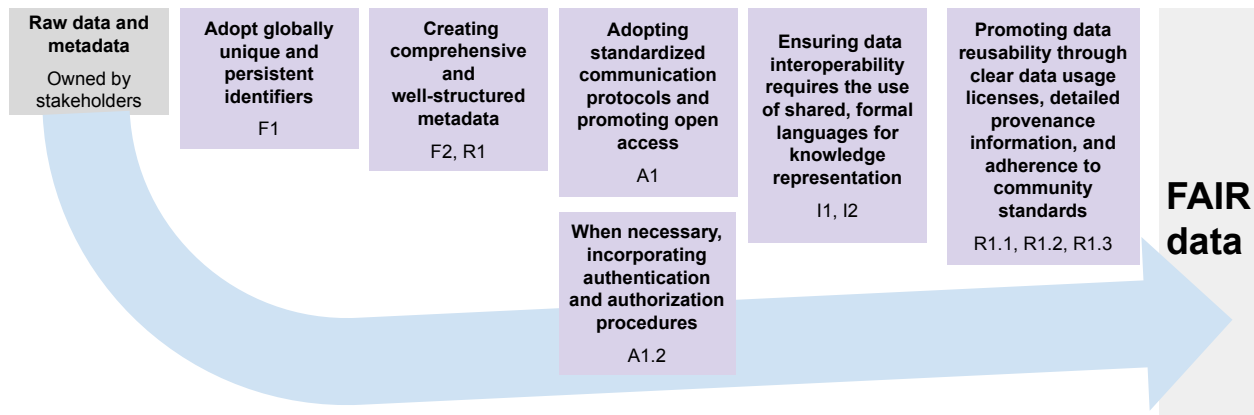 Raw data and
metadata
Owned by
stakeholders
Adopt globally
unique and
persistent
identifiers
F1
Creating
comprehensive
and
well-structured
metadata
F2, R1
Adopting
standardized
communication
protocols and
promoting open
access
A1
When necessary,
incorporating
authentication
and authorization
procedures
A1.2
Ensuring data
interoperability
requires the use
of shared, formal
languages for
knowledge
representation
I1, I2
Promoting data
reusability through
clear data usage
licenses, detailed
provenance
information, and
adherence to
community
standards
R1.1, R1.2, R1.3
FAIR
data